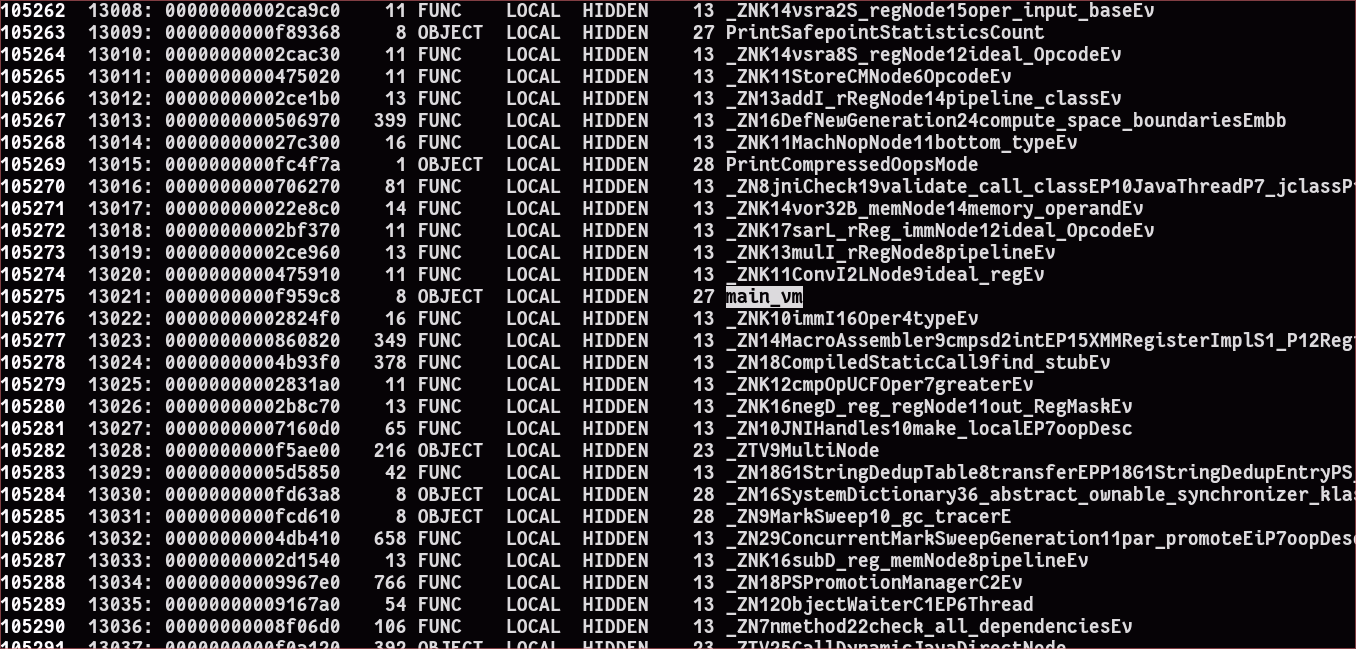 105262  13008: 00000000002ca9c0    11 FUNC    LOCAL  HIDDEN    13 _ZNK14vsra2S_regNode15oper_input_baseEv
105263  13009: 0000000000f89368     8 OBJECT  LOCAL  HIDDEN    27 PrintSafepointStatisticsCount
105264  13010: 00000000002cac30    11 FUNC    LOCAL  HIDDEN    13 _ZNK14vsra8S_regNode12ideal_OpcodeEv
105265  13011: 0000000000475020    11 FUNC    LOCAL  HIDDEN    13 _ZNK11StoreCMNode6OpcodeEv
105266  13012: 00000000002ce1b0    13 FUNC    LOCAL  HIDDEN    13 _ZN13addI_rRegNode14pipeline_classEv
105267  13013: 0000000000506970   399 FUNC    LOCAL  HIDDEN    13 _ZN16DefNewGeneration24compute_space_boundariesEmbb
105268  13014: 000000000027c300    16 FUNC    LOCAL  HIDDEN    13 _ZNK11MachNopNode11bottom_typeEv
105269  13015: 0000000000fc4f7a     1 OBJECT  LOCAL  HIDDEN    28 PrintCompressedOopsMode
105270  13016: 0000000000706270    81 FUNC    LOCAL  HIDDEN    13 _ZN8jniCheck19validate_call_classEP10JavaThreadP7_jclassP
105271  13017: 000000000022e8c0    14 FUNC    LOCAL  HIDDEN    13 _ZNK14vor32B_memNode14memory_operandEv
105272  13018: 00000000002bf370    11 FUNC    LOCAL  HIDDEN    13 _ZNK17sarL_rReg_immNode12ideal_OpcodeEv
105273  13019: 00000000002ce960    13 FUNC    LOCAL  HIDDEN    13 _ZNK13mulI_rRegNode8pipelineEv
105274  13020: 0000000000475910    11 FUNC    LOCAL  HIDDEN    13 _ZNK11ConvI2LNode9ideal_regEv
105275  13021: 0000000000f959c8     8 OBJECT  LOCAL  HIDDEN    27 main_vm
105276  13022: 00000000002824f0    16 FUNC    LOCAL  HIDDEN    13 _ZNK10immI16Oper4typeEv
105277  13023: 0000000000860820   349 FUNC    LOCAL  HIDDEN    13 _ZN14MacroAssembler9cmpsd2intEP15XMMRegisterImplS1_P12Reg
105278  13024: 00000000004b93f0   378 FUNC    LOCAL  HIDDEN    13 _ZN18CompiledStaticCall9find_stubEv
105279  13025: 00000000002831a0    11 FUNC    LOCAL  HIDDEN    13 _ZNK12cmpOpUCFOper7greaterEv
105280  13026: 00000000002b8c70    13 FUNC    LOCAL  HIDDEN    13 _ZNK16negD_reg_regNode11out_RegMaskEv
105281  13027: 00000000007160d0    65 FUNC    LOCAL  HIDDEN    13 _ZN10JNIHandles10make_localEP7oopDesc
105282  13028: 0000000000f5ae00   216 OBJECT  LOCAL  HIDDEN    23 _ZTV9MultiNode
105283  13029: 00000000005d5850    42 FUNC    LOCAL  HIDDEN    13 _ZN18G1StringDedupTable8transferEPP18G1StringDedupEntryPS_
105284  13030: 0000000000fd63a8     8 OBJECT  LOCAL  HIDDEN    28 _ZN16SystemDictionary36_abstract_ownable_synchronizer_klas
105285  13031: 0000000000fcd610     8 OBJECT  LOCAL  HIDDEN    28 _ZN9MarkSweep10_gc_tracerE
105286  13032: 00000000004db410   658 FUNC    LOCAL  HIDDEN    13 _ZN29ConcurrentMarkSweepGeneration11par_promoteEiP7oopDesc
105287  13033: 00000000002d1540    13 FUNC    LOCAL  HIDDEN    13 _ZNK16subD_reg_memNode8pipelineEv
105288  13034: 00000000009967e0   766 FUNC    LOCAL  HIDDEN    13 _ZN18PSPromotionManagerC2Ev
105289  13035: 00000000009167a0    54 FUNC    LOCAL  HIDDEN    13 _ZN12ObjectWaiterC1EP6Thread
105290  13036: 00000000008f06d0   106 FUNC    LOCAL  HIDDEN    13 _ZN7nmethod22check_all_dependenciesEv
105291  13037: 0000000000f0a120   392 OBJECT  LOCAL  HIDDEN    23 _ZTV25CallDynamicJavaDirectNode